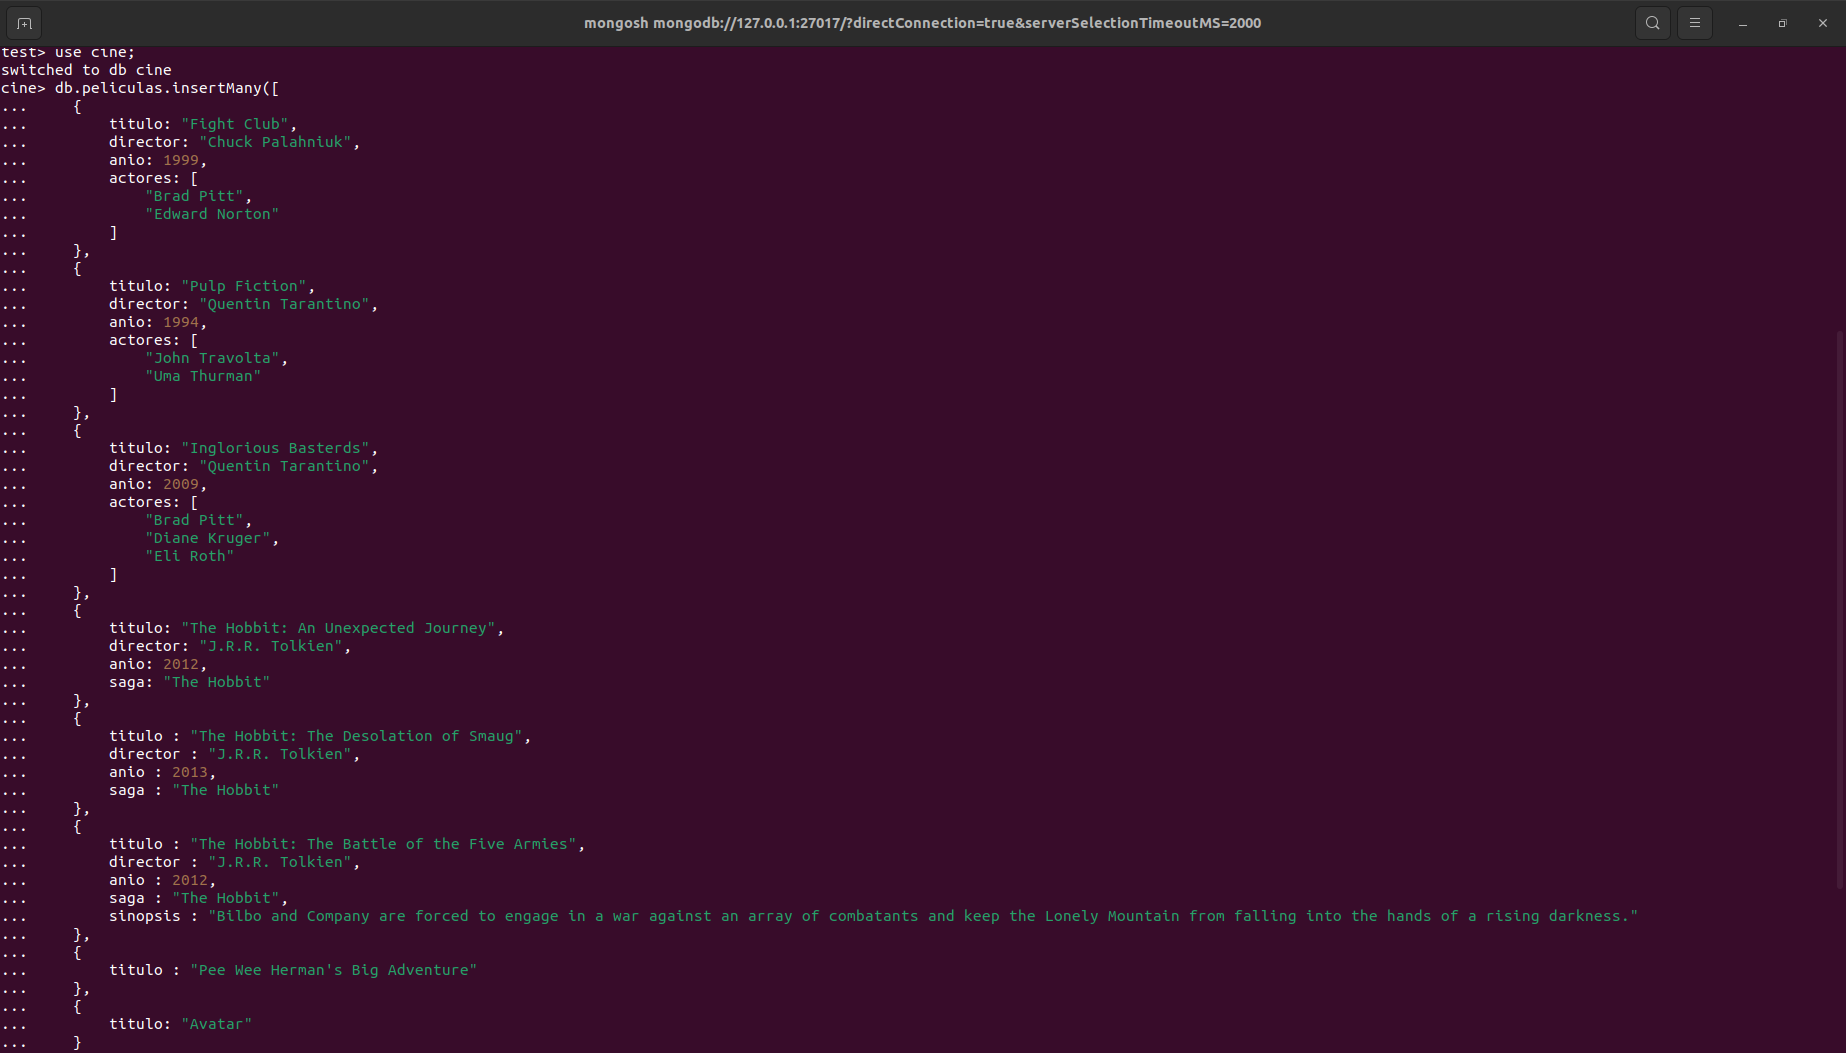 mongosh mongodb://127.0.0.1:27017/?directConnection=true&serverSelectionTimeoutMS=2000
test> use cine;
switched to db cine
cine> db.peliculas.insertMany([
...     {
...         titulo: "Fight Club",
...         director: "Chuck Palahniuk",
...         anio: 1999,
...         actores: [
...             "Brad Pitt",
...             "Edward Norton"
...         ]
...     },
...     {
...         titulo: "Pulp Fiction",
...         director: "Quentin Tarantino",
...         anio: 1994,
...         actores: [
...             "John Travolta",
...             "Uma Thurman"
...         ]
...     },
...     {
...         titulo: "Inglorious Basterds",
...         director: "Quentin Tarantino",
...         anio: 2009,
...         actores: [
...             "Brad Pitt",
...             "Diane Kruger",
...             "Eli Roth"
...         ]
...     },
...     {
...         titulo: "The Hobbit: An Unexpected Journey",
...         director: "J.R.R. Tolkien",
...         anio: 2012,
...         saga: "The Hobbit"
...     },
...     {
...         titulo : "The Hobbit: The Desolation of Smaug",
...         director : "J.R.R. Tolkien",
...         anio : 2013,
...         saga : "The Hobbit"
...     },
...     {
...         titulo : "The Hobbit: The Battle of the Five Armies",
...         director : "J.R.R. Tolkien",
...         anio : 2012,
...         saga : "The Hobbit",
...         sinopsis : "Bilbo and Company are forced to engage in a war against an array of combatants and keep the Lonely Mountain from falling into the hands of a rising darkness."
...     },
...     {
...         titulo : "Pee Wee Herman's Big Adventure"
...     },
...     {
...         titulo: "Avatar"
...     }